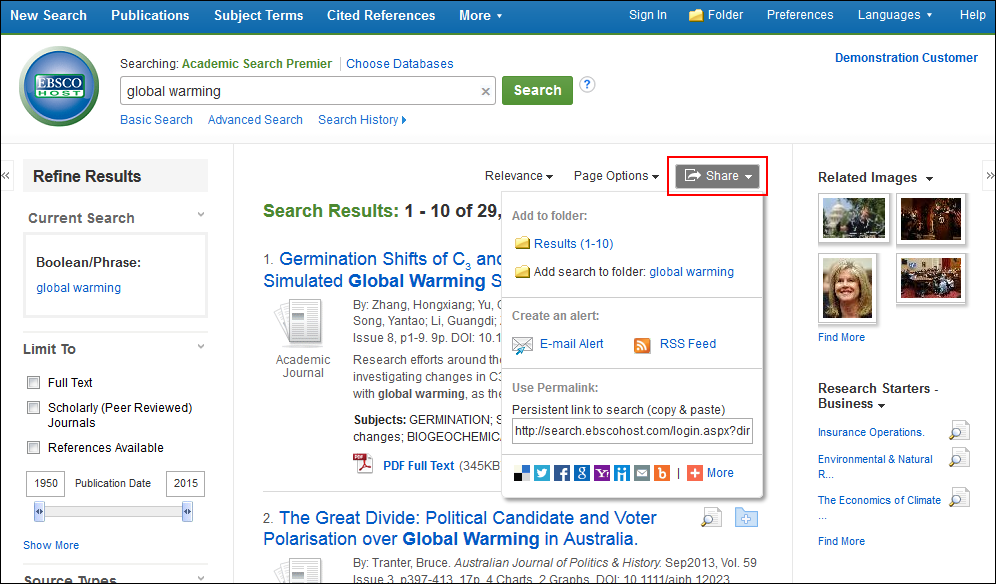 New Search Publications Subject Terms Cited References More Sign In Folder Preferences Languages Help
Demonstration Customer
EBSCO
HOST
Searching: Academic Search Premier Choose Databases
global warming × Search ?
Basic Search Advanced Search Search History
Refine Results
Current Search
Boolean/Phrase:
global warming
Limit To
Full Text
Scholarly (Peer Reviewed)
Journals
References Available
1950 Publication Date 2015
Show More
Source Types
Relevance Page Options Share
Search Results: 1 - 10 of 29,
1. Germination Shifts of C3 and
Simulated Global Warming S
Academic
Journal
By: Zhang, Hongxiang; Yu,
Song, Yantao; Li, Guangdi;
Issue 8, p1-9. 9p. DOI: 10.1
Research efforts around the
investigating changes in C3
with global warming, as the
Subjects: GERMINATION; S
changes; BIOGEOCHEMIC
PDF Full Text (345KB
Add to folder:
Results (1-10)
Add search to folder: global warming
Create an alert:
E-mail Alert RSS Feed
Use Permalink:
Persistent link to search (copy & paste)
http://search.ebscohost.com/login.aspx?dir
More
2. The Great Divide: Political Candidate and Voter
Polarisation over Global Warming in Australia.
By: Tranter, Bruce. Australian Journal of Politics & History. Sep2013, Vol. 59
Issue 3, p397-413. 17p. 4 Charts, 2 Graphs. DOI: 10.1111/ajph.12023.
Related Images
Find More
Research Starters -
Business
Insurance Operations.
Environmental & Natural
R...
The Economics of Climate
...
Find More